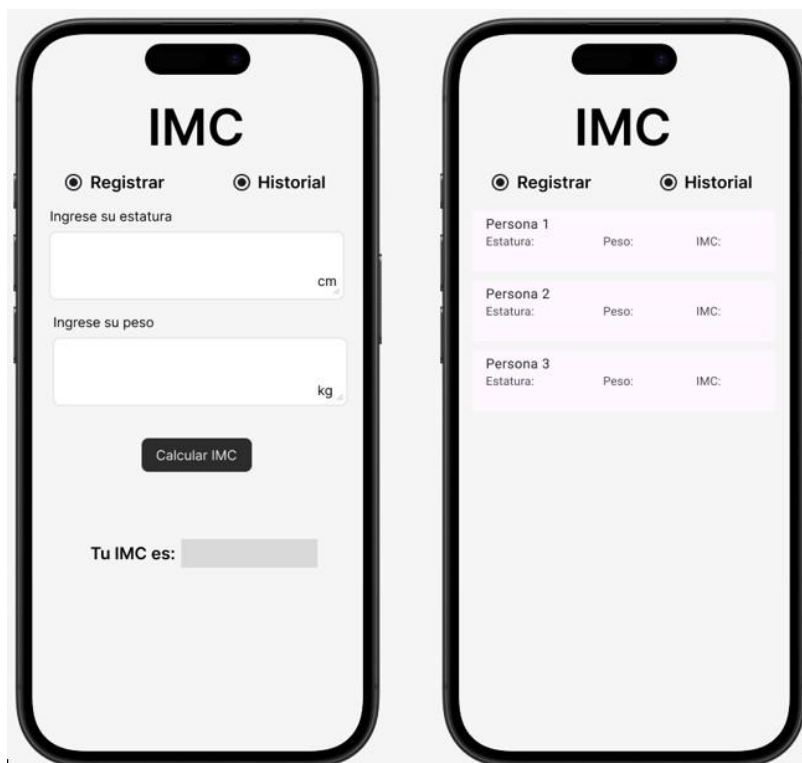 IMC
Registrar Historial
Ingrese su estatura
cm
Ingrese su peso
kg
Calcular IMC
Tu IMC es:
IMC
Registrar Historial
Persona 1
Estatura: Peso: IMC:
Persona 2
Estatura: Peso: IMC:
Persona 3
Estatura: Peso: IMC: